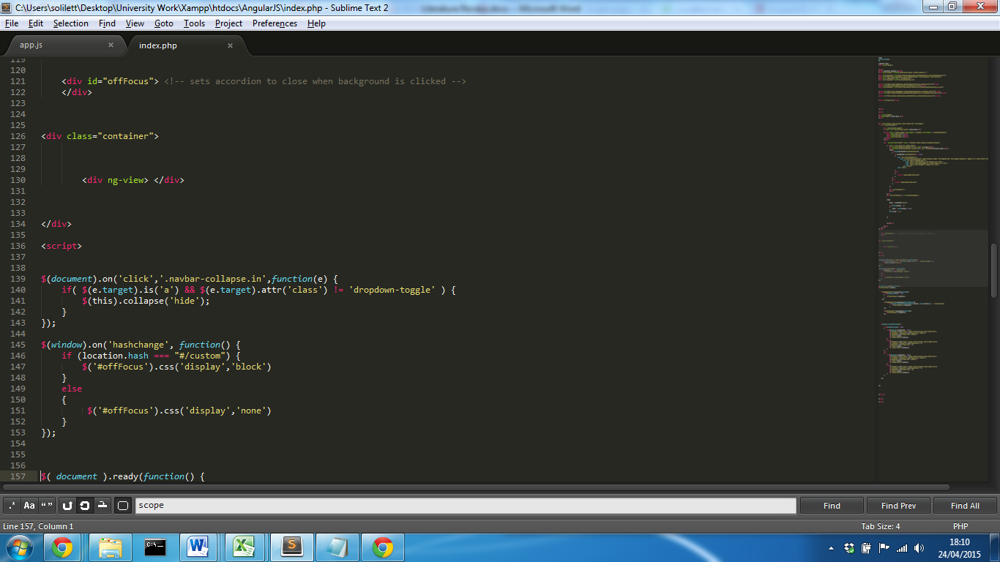 C:\Users\solilett\Desktop\University Work\Xampp\htdocs\AngularJS\index.php - Sublime Text 2
File Edit Selection Find View Goto Tools Project Preferences Help
app.js × index.php ×
119
120
121 <div id="offFocus"> <!-- sets accordion to close when background is clicked -->
122 </div>
123
124
125
126 <div class="container">
127
128
129
130 <div ng-view> </div>
131
132
133
134 </div>
135
136 <script>
137
138
139 $(document).on('click','.navbar-collapse.in',function(e) {
140 if( $(e.target).is('a') && $(e.target).attr('class') != 'dropdown-toggle' ) {
141 $(this).collapse('hide');
142 }
143 });
144
145 $(window).on('hashchange', function() {
146 if (location.hash === "#/custom") {
147 $('#offFocus').css('display','block')
148 }
149 else
150 {
151 $('#offFocus').css('display','none')
152 }
153 });
154
155
156
157 $( document ).ready(function() {
.* Aa “” scope Find Find Prev Find All
Line 157, Column 1 Tab Size: 4 PHP
C:\_
18:10
24/04/2015